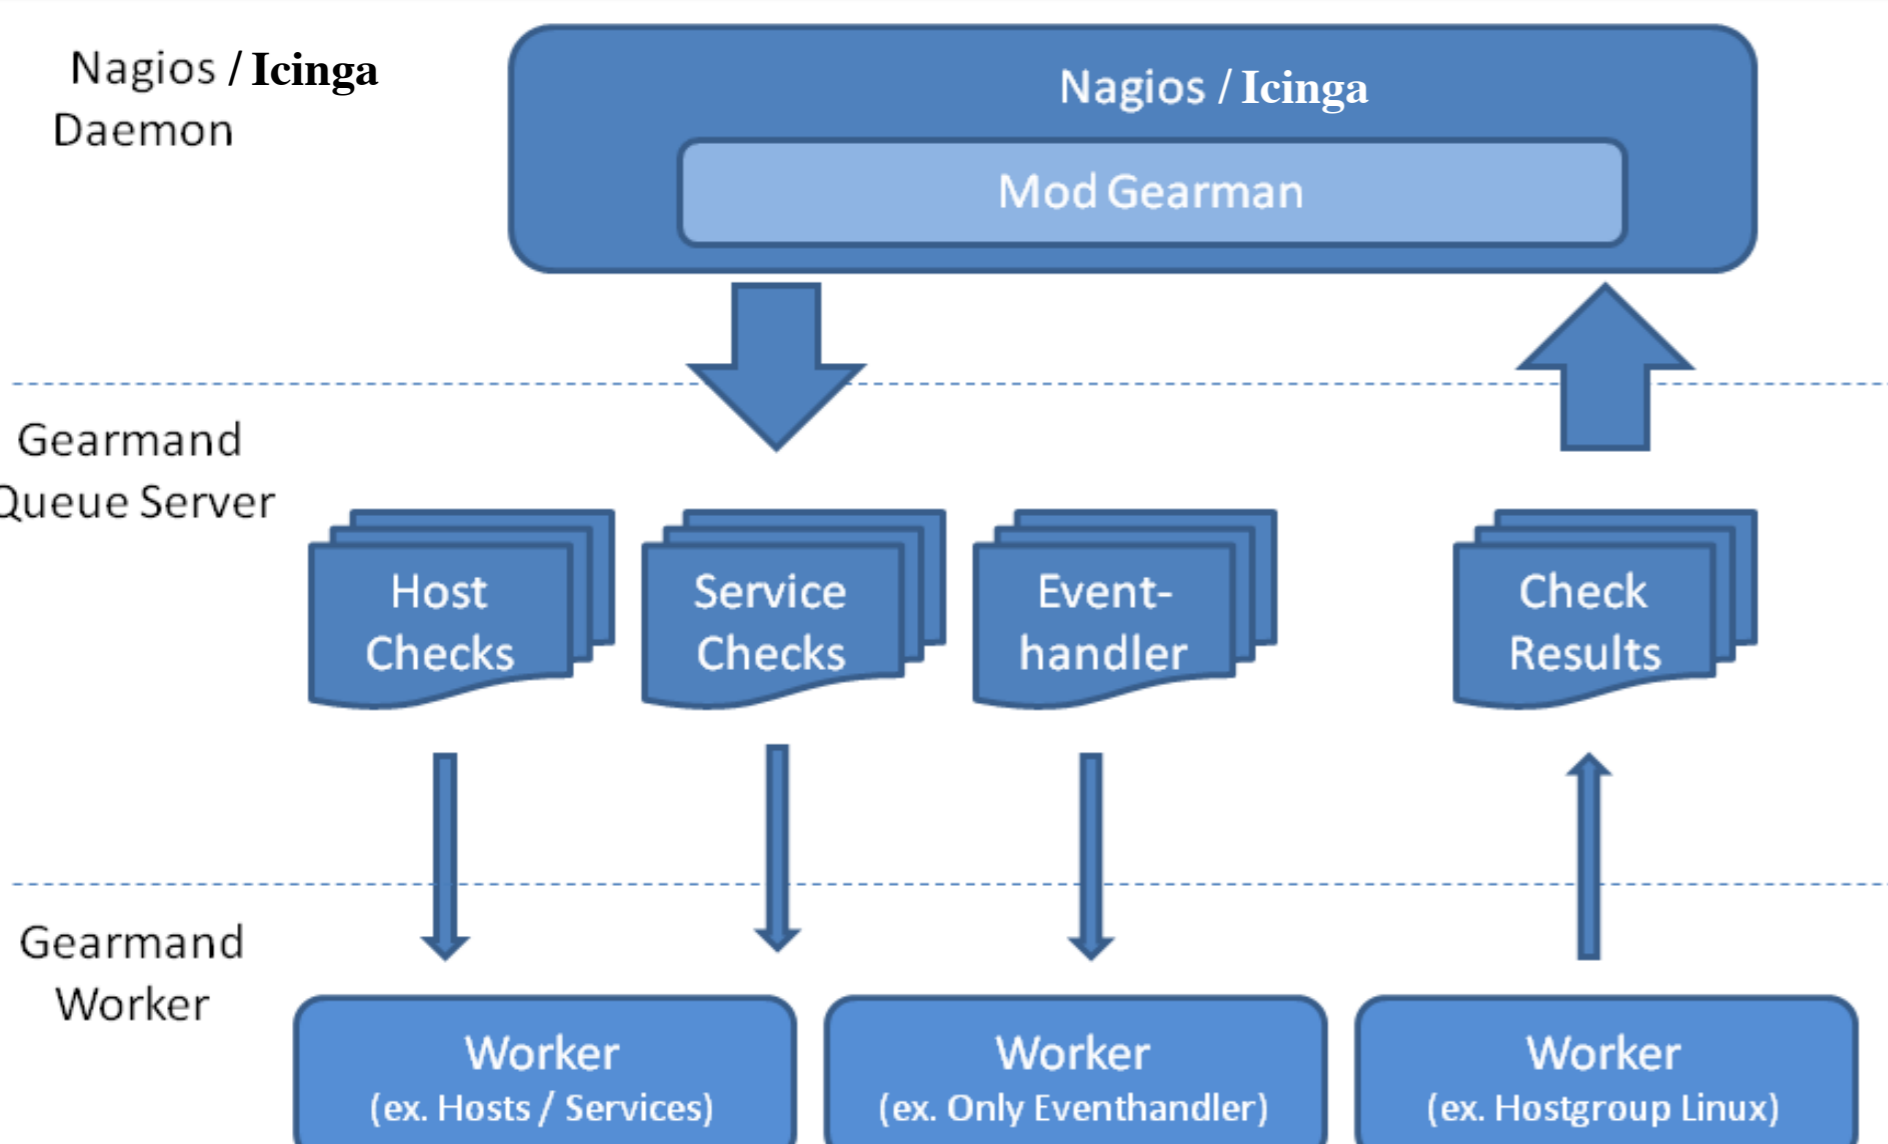 Nagios / Icinga
Daemon
Nagios / Icinga
Mod Gearman
Gearmand
Queue Server
Host
Checks
Service
Checks
Event-
handler
Check
Results
Gearmand
Worker
Worker
(ex. Hosts / Services)
Worker
(ex. Only Eventhandler)
Worker
(ex. Hostgroup Linux)